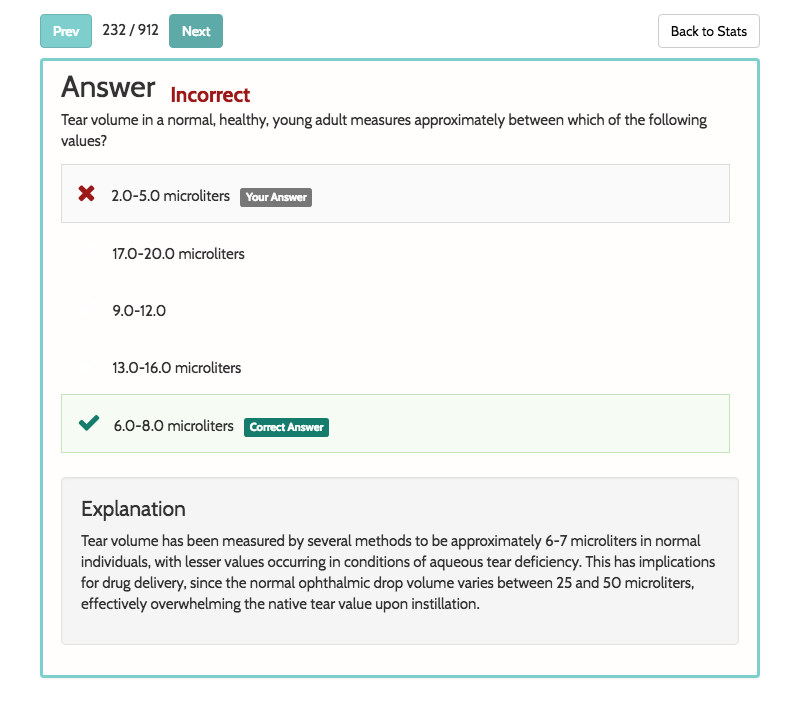 Prev 232 / 912 Next Back to Stats
Answer Incorrect
Tear volume in a normal, healthy, young adult measures approximately between which of the following
values?
2.0-5.0 microliters Your Answer
17.0-20.0 microliters
9.0-12.0
13.0-16.0 microliters
6.0-8.0 microliters Correct Answer
Explanation
Tear volume has been measured by several methods to be approximately 6-7 microliters in normal
individuals, with lesser values occurring in conditions of aqueous tear deficiency. This has implications
for drug delivery, since the normal ophthalmic drop volume varies between 25 and 50 microliters,
effectively overwhelming the native tear value upon instillation.